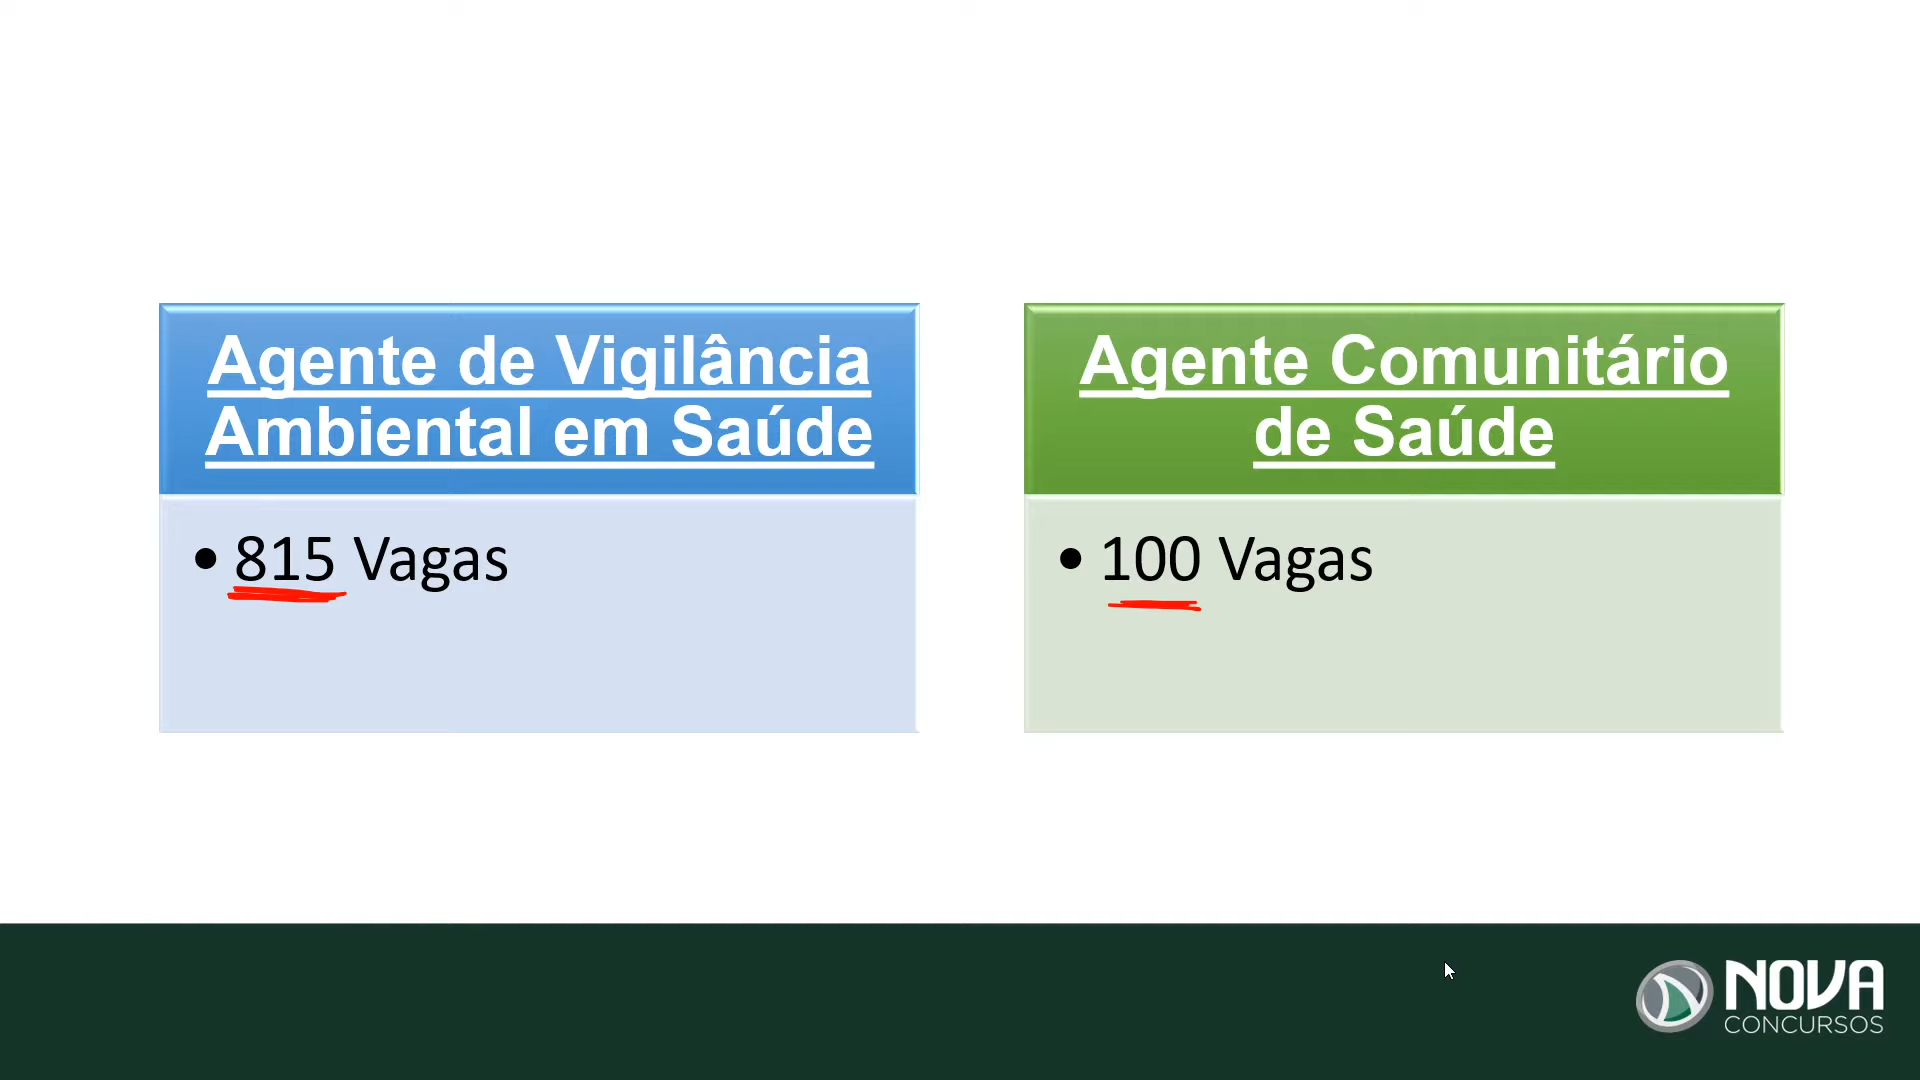 Agente de Vigilância
Ambiental em Saúde
• 815 Vagas
Agente Comunitário
de Saúde
• 100 Vagas
NOVA
CONCURSOS